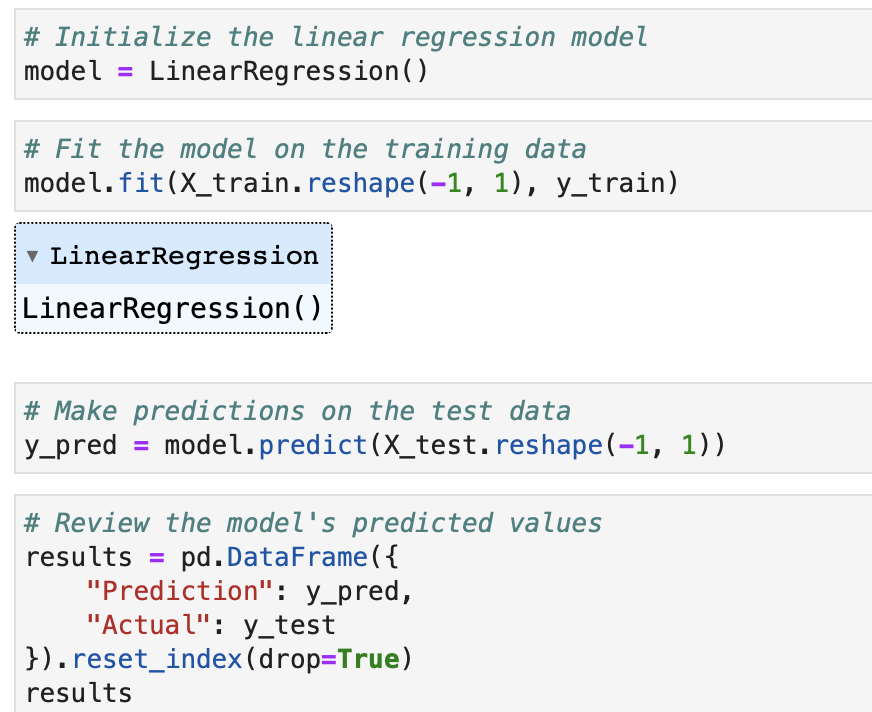 # Initialize the linear regression model
model = LinearRegression()
# Fit the model on the training data
model.fit(X_train.reshape(-1, 1), y_train)
▼ LinearRegression
LinearRegression()
# Make predictions on the test data
y_pred = model.predict(X_test.reshape(-1, 1))
# Review the model's predicted values
results = pd.DataFrame({
    "Prediction": y_pred,
    "Actual": y_test
}).reset_index(drop=True)
results